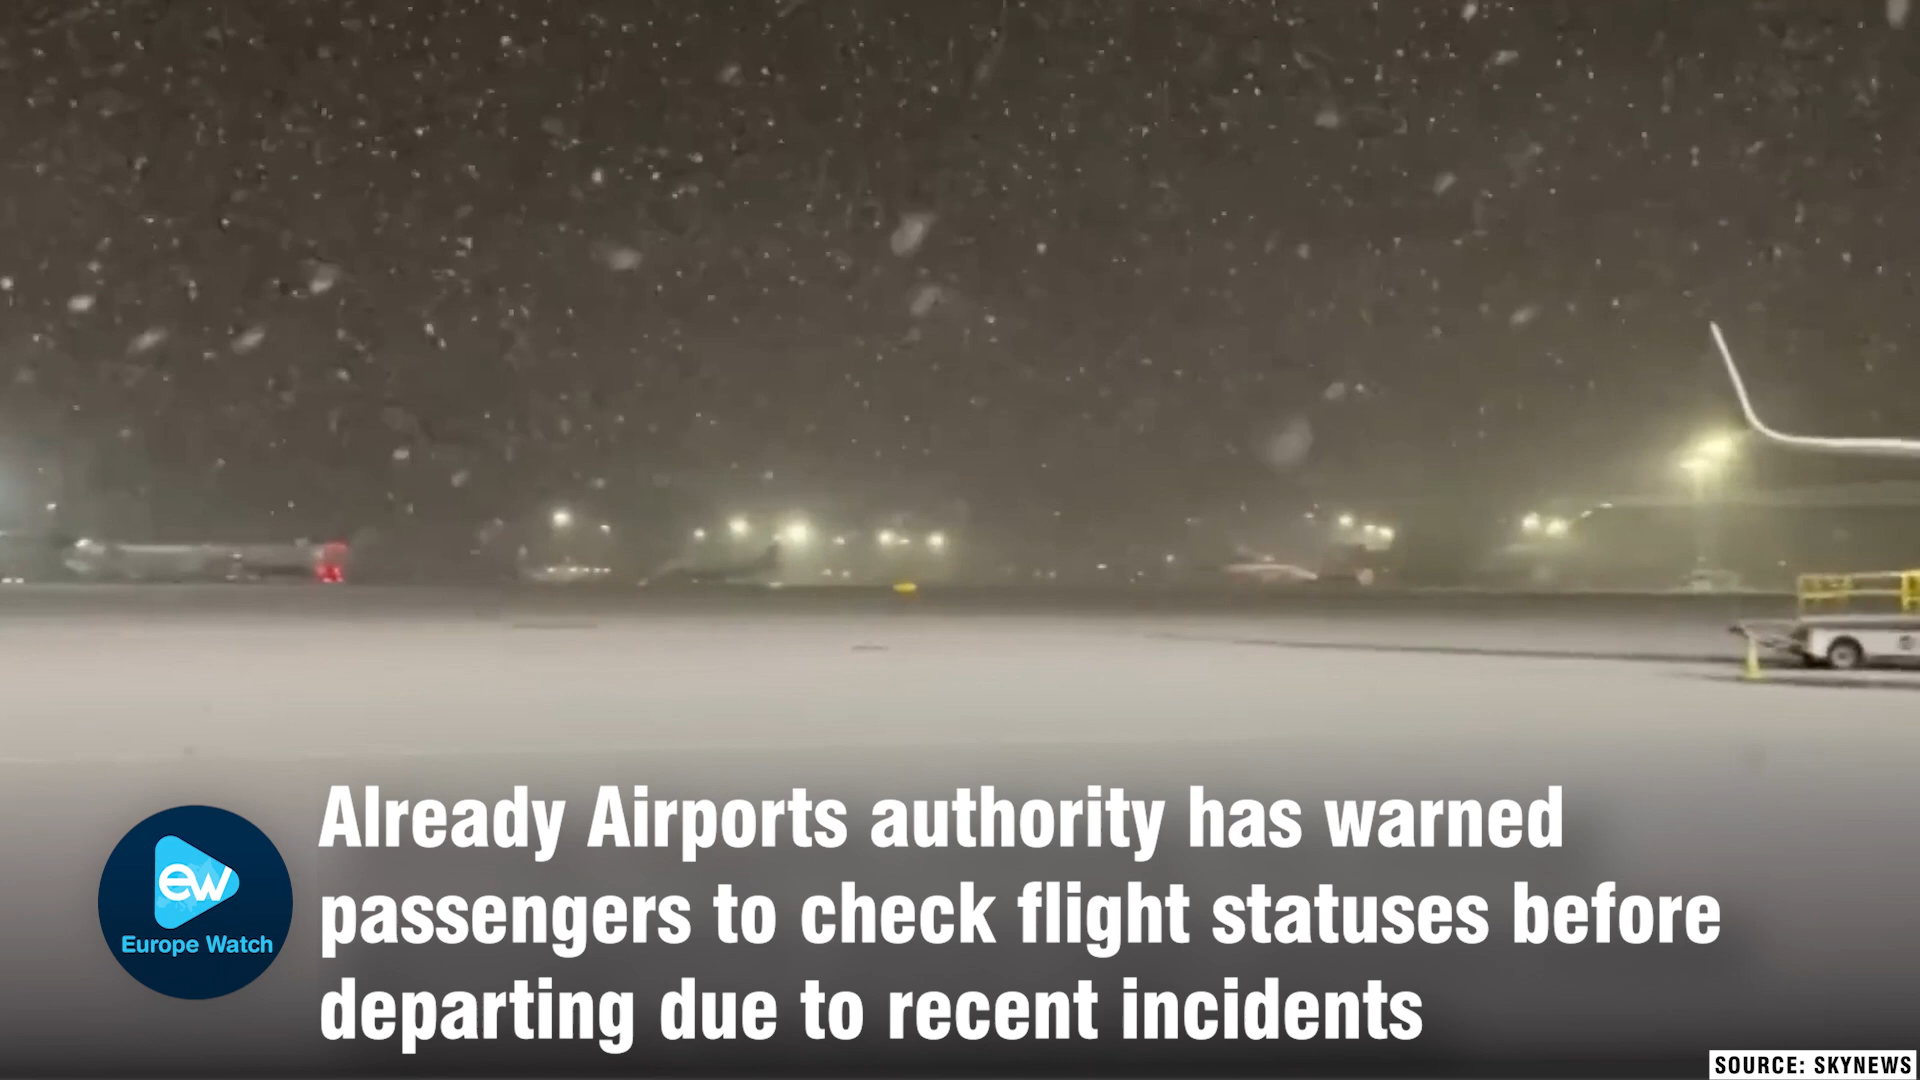 Already Airports authority has warned
passengers to check flight statuses before
departing due to recent incidents
ew
Europe Watch
SOURCE: SKYNEWS